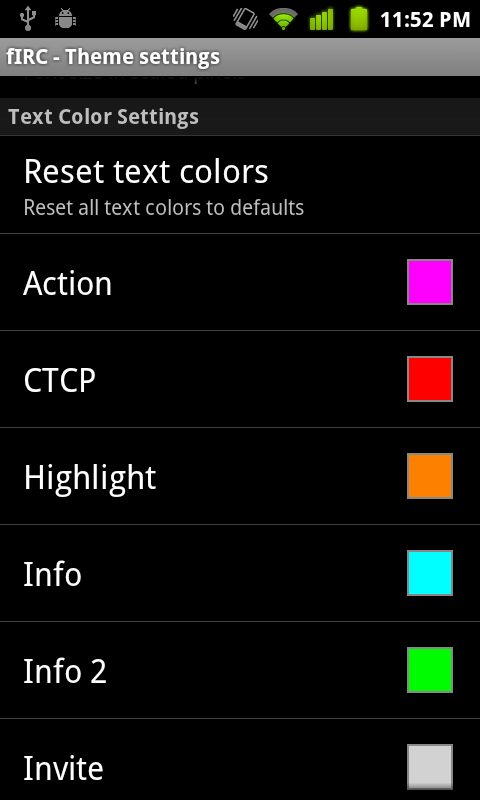 11:52 PM
fIRC - Theme settings
Text Color Settings
Reset text colors
Reset all text colors to defaults
Action
CTCP
Highlight
Info
Info 2
Invite